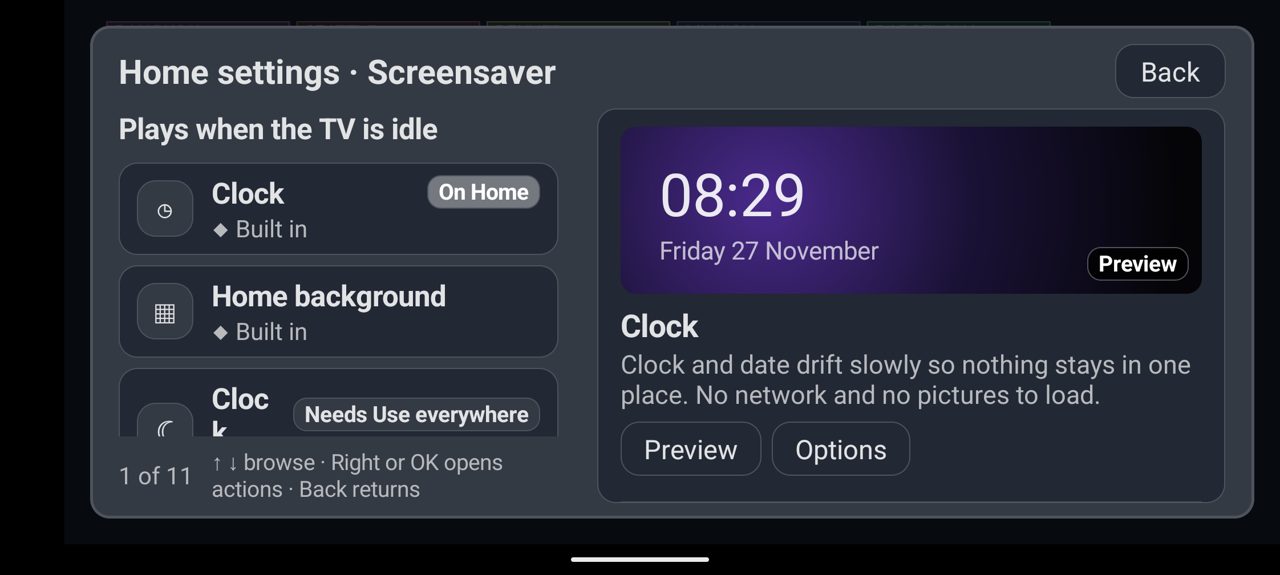 Home settings · Screensaver
Back
Plays when the TV is idle
Clock
On Home
◆ Built in
Home background
◆ Built in
Cloc
k
Needs Use everywhere
1 of 11
↑ ↓ browse · Right or OK opens
actions · Back returns
08:29
Friday 27 November
Preview
Clock
Clock and date drift slowly so nothing stays in one
place. No network and no pictures to load.
Preview
Options